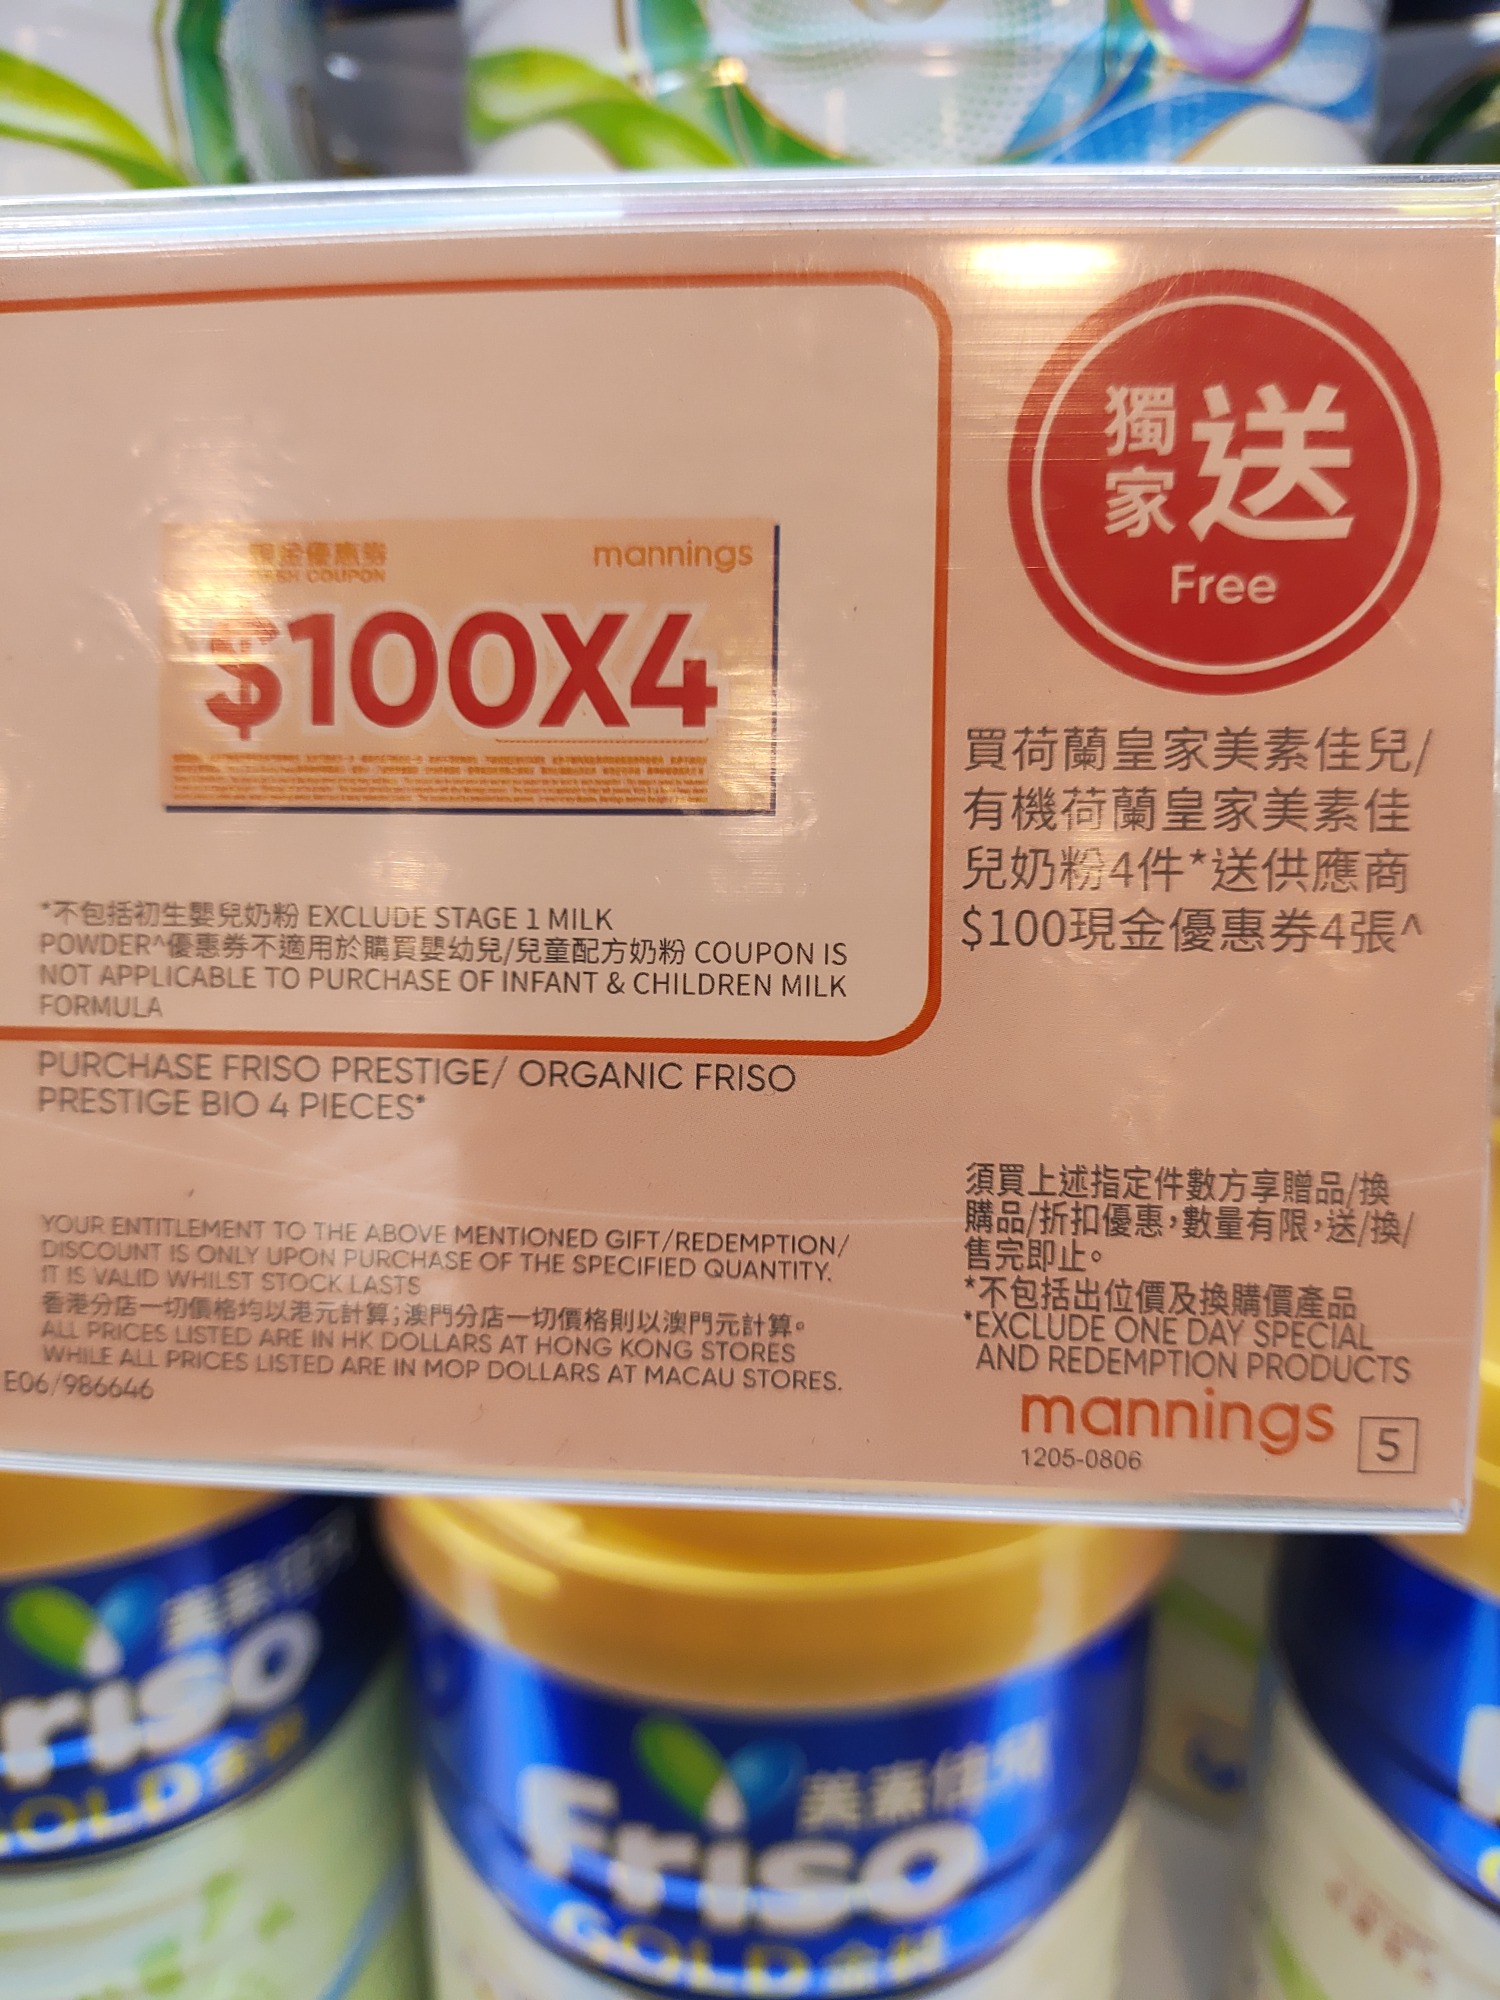 獨家 送
Free
現金優惠券 mannings
CASH COUPON
$100X4
買荷蘭皇家美素佳兒/
有機荷蘭皇家美素佳
兒奶粉4件*送供應商
$100現金優惠券4張^
*不包括初生嬰兒奶粉 EXCLUDE STAGE 1 MILK
POWDER^優惠券不適用於購買嬰幼兒/兒童配方奶粉 COUPON IS
NOT APPLICABLE TO PURCHASE OF INFANT & CHILDREN MILK
FORMULA
PURCHASE FRISO PRESTIGE/ ORGANIC FRISO
PRESTIGE BIO 4 PIECES*
YOUR ENTITLEMENT TO THE ABOVE MENTIONED GIFT/REDEMPTION/
DISCOUNT IS ONLY UPON PURCHASE OF THE SPECIFIED QUANTITY.
IT IS VALID WHILST STOCK LASTS
香港分店一切價格均以港元計算;澳門分店一切價格則以澳門元計算。
ALL PRICES LISTED ARE IN HK DOLLARS AT HONG KONG STORES
WHILE ALL PRICES LISTED ARE IN MOP DOLLARS AT MACAU STORES.
E06/986646
須買上述指定件數方享贈品/換
購品/折扣優惠,數量有限,送/換/
售完即止。
*不包括出位價及換購價產品
*EXCLUDE ONE DAY SPECIAL
AND REDEMPTION PRODUCTS
mannings 5
1205-0806
美素佳兒
Friso
GOLD
美素佳兒
Friso
GOLD